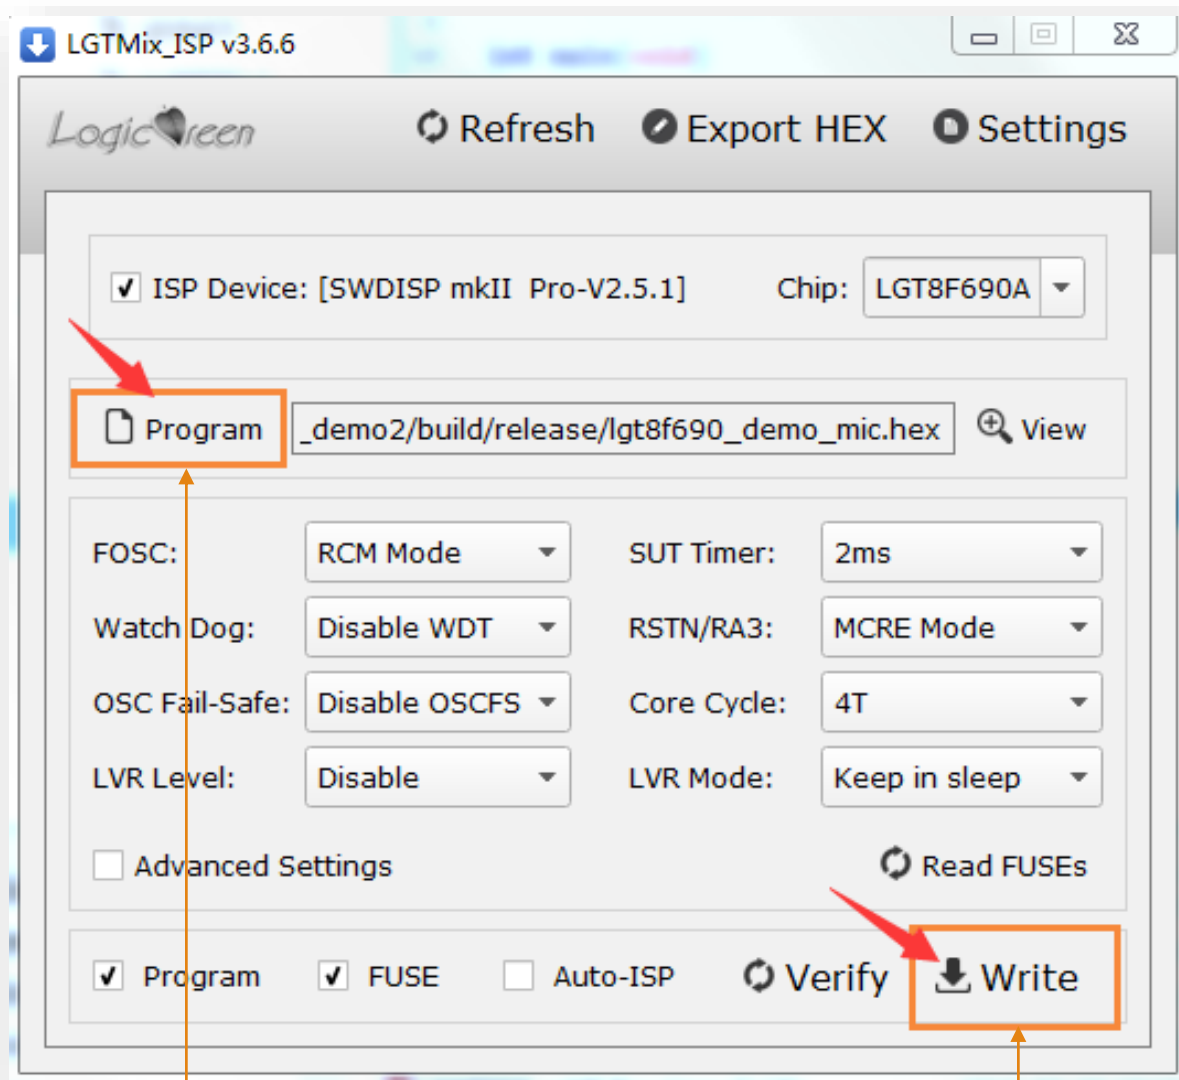 LGTMix_ISP v3.6.6
LogicGreen Refresh Export HEX Settings
ISP Device: [SWDISP mkII Pro-V2.5.1] Chip: LGT8F690A
Program _demo2/build/release/lgt8f690_demo_mic.hex View
FOSC: RCM Mode SUT Timer: 2ms
Watch Dog: Disable WDT RSTN/RA3: MCRE Mode
OSC Fail-Safe: Disable OSCFS Core Cycle: 4T
LVR Level: Disable LVR Mode: Keep in sleep
Advanced Settings Read FUSEs
Program FUSE Auto-ISP Verify Write